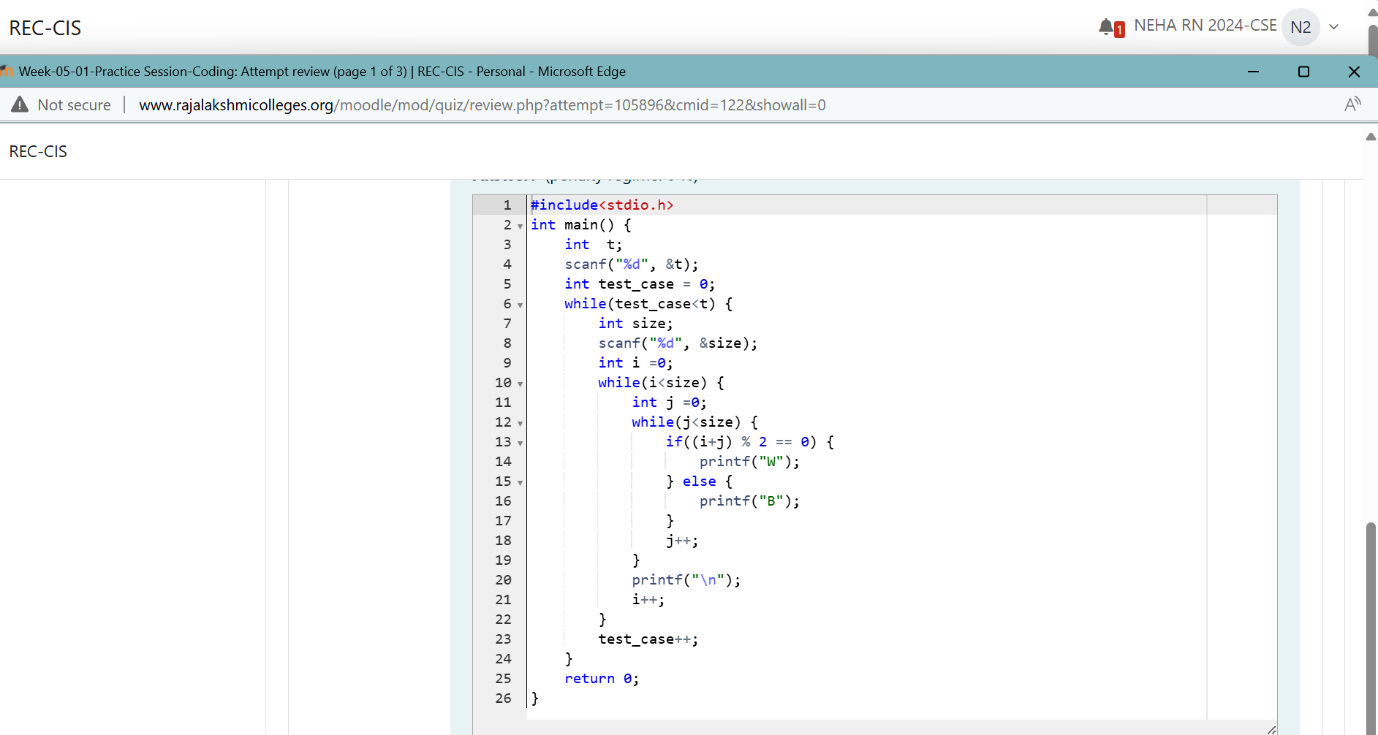 REC-CIS
1 NEHA RN 2024-CSE N2
Week-05-01-Practice Session-Coding: Attempt review (page 1 of 3) | REC-CIS - Personal - Microsoft Edge
Not secure | www.rajalakshmicolleges.org/moodle/mod/quiz/review.php?attempt=105896&cmid=122&showall=0 A
REC-CIS
1 #include<stdio.h>
2 int main() {
3     int  t;
4     scanf("%d", &t);
5     int test_case = 0;
6     while(test_case<t) {
7         int size;
8         scanf("%d", &size);
9         int i =0;
10         while(i<size) {
11             int j =0;
12             while(j<size) {
13                 if((i+j) % 2 == 0) {
14                     printf("W");
15                 } else {
16                     printf("B");
17                 }
18                 j++;
19             }
20             printf("\n");
21             i++;
22         }
23         test_case++;
24     }
25     return 0;
26 }